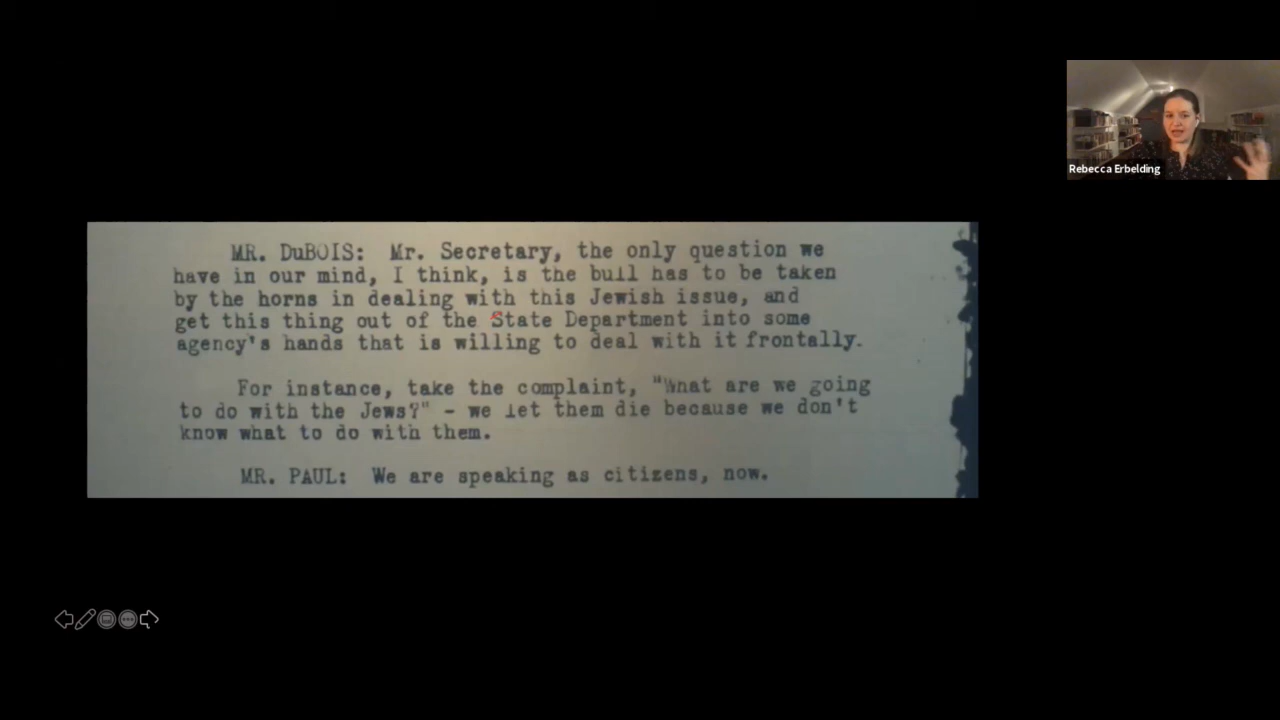 Rebecca Erbelding
MR. DuBOIS: Mr. Secretary, the only question we
have in our mind, I think, is the bull has to be taken
by the horns in dealing with this Jewish issue, and
get this thing out of the State Department into some
agency's hands that is willing to deal with it frontally.
For instance, take the complaint, "What are we going
to do with the Jews?" - we let them die because we don't
know what to do with them.
MR. PAUL: We are speaking as citizens, now.